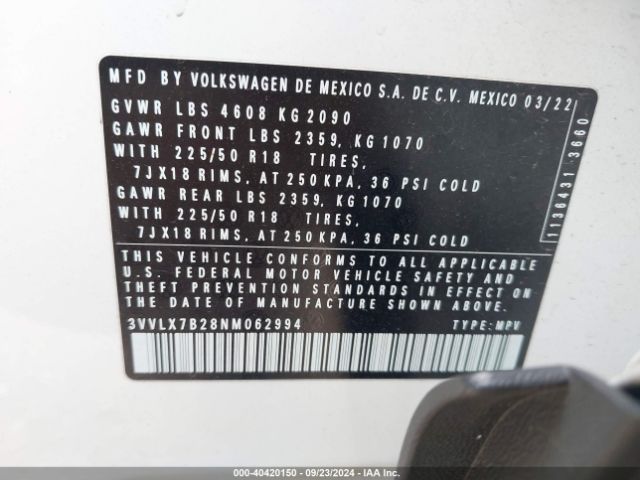 MFD BY VOLKSWAGEN DE MEXICO S.A. DE C.V. MEXICO 03/22
GVWR LBS 4608 KG 2090
GAWR FRONT LBS 2359, KG 1070
WITH 225/50 R18 TIRES,
7JX18 RIMS, AT 250 KPA, 36 PSI COLD
GAWR REAR LBS 2359, KG 1070
WITH 225/50 R18 TIRES,
7JX18 RIMS, AT 250 KPA, 36 PSI COLD
THIS VEHICLE CONFORMS TO ALL APPLICABLE
U.S. FEDERAL MOTOR VEHICLE SAFETY AND
THEFT PREVENTION STANDARDS IN EFFECT ON
THE DATE OF MANUFACTURE SHOWN ABOVE.
3VVLX7B28NM062994 TYPE: MPV
1136431 3660
000-40420150 - 09/23/2024 - IAA Inc.